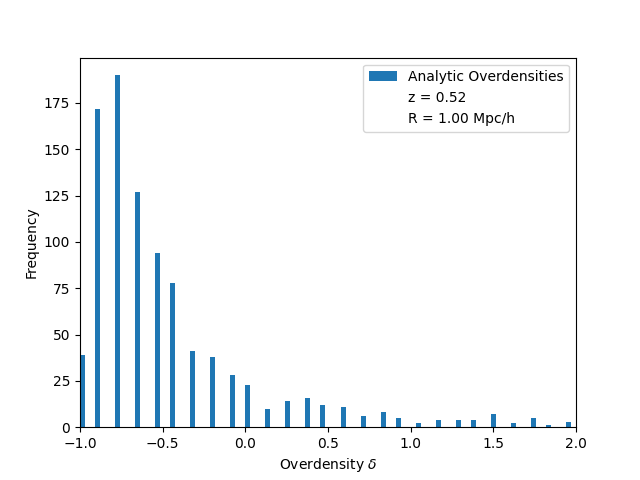 Analytic Overdensities
z = 0.52
R = 1.00 Mpc/h
175
150
125
100
75
50
25
0
Frequency
−1.0 −0.5 0.0 0.5 1.0 1.5 2.0
Overdensity δ